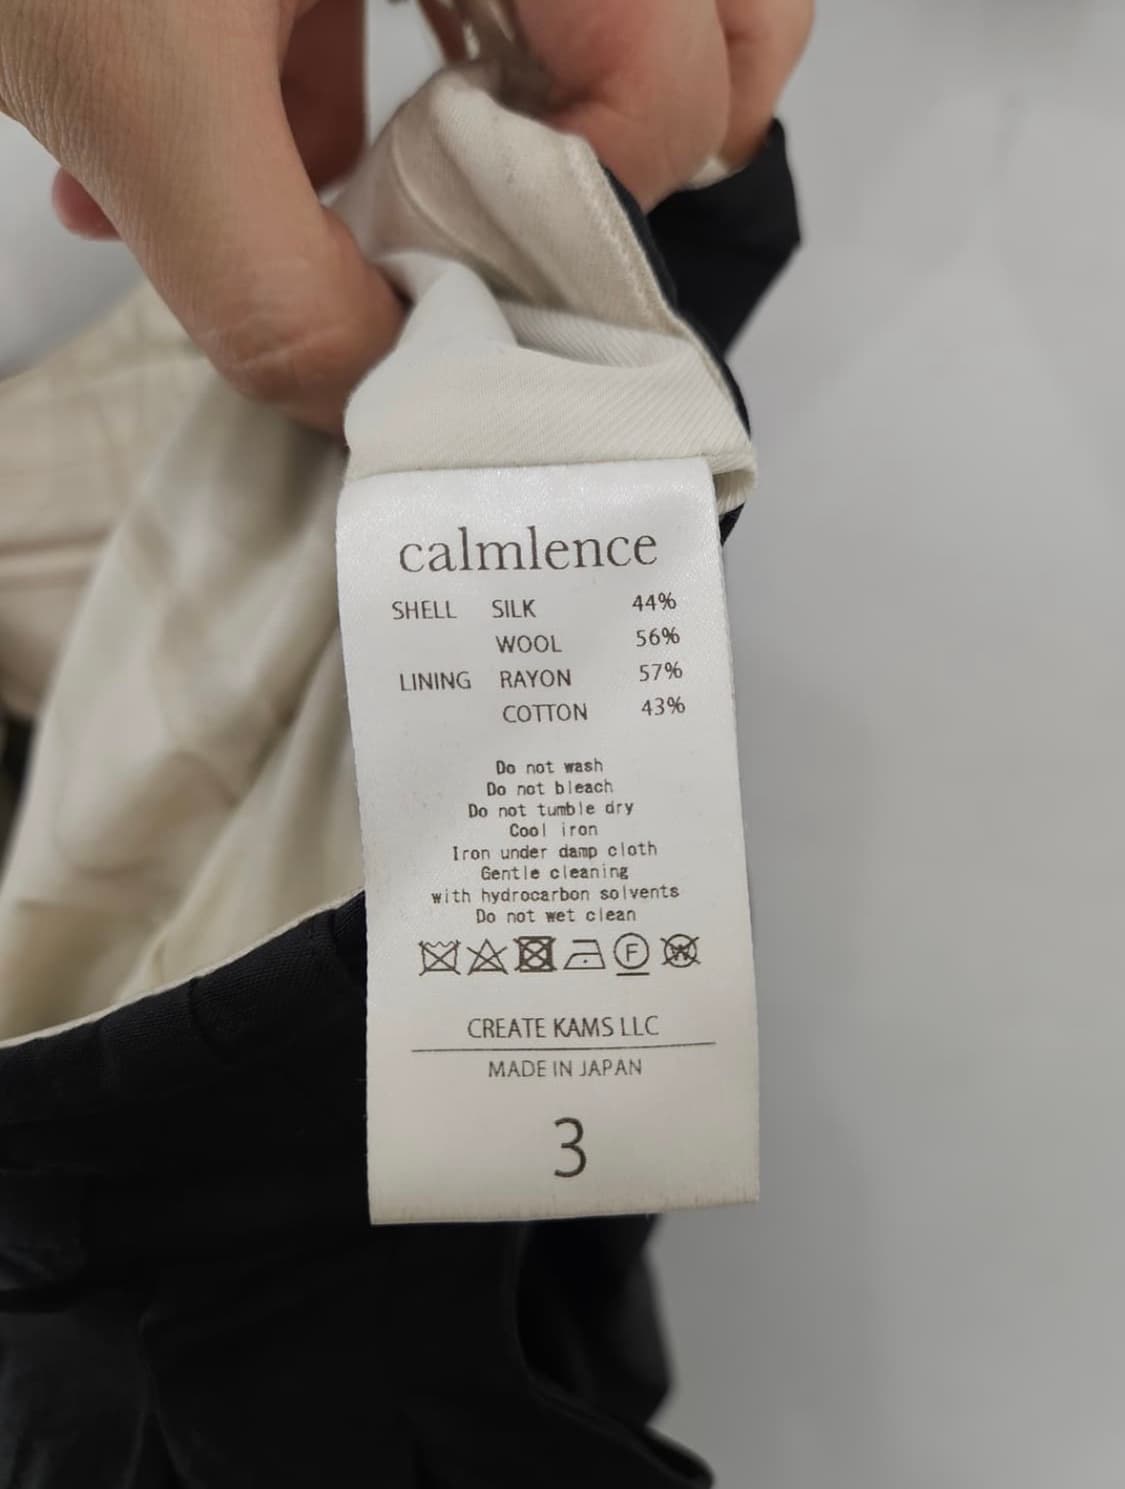 calmlence
SHELL SILK 44%
WOOL 56%
LINING RAYON 57%
COTTON 43%
Do not wash
Do not bleach
Do not tumble dry
Cool iron
Iron under damp cloth
Gentle cleaning
with hydrocarbon solvents
Do not wet clean
F W
CREATE KAMS LLC
MADE IN JAPAN
3